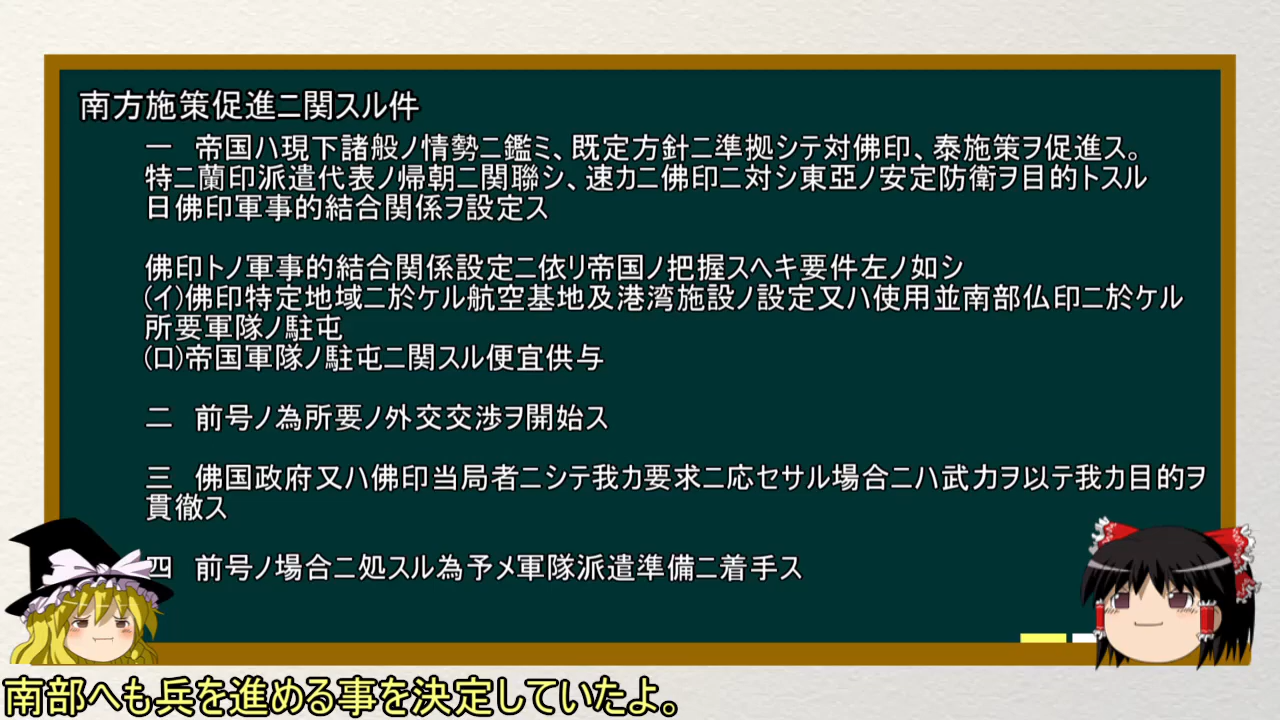 南方施策促進ニ関スル件
一　帝国ハ現下諸般ノ情勢ニ鑑ミ、既定方針ニ準拠シテ対佛印、泰施策ヲ促進ス。
特ニ蘭印派遣代表ノ帰朝ニ関聯シ、速カニ佛印ニ対シ東亞ノ安定防衛ヲ目的トスル
日佛印軍事的結合関係ヲ設定ス
佛印トノ軍事的結合関係設定ニ依リ帝国ノ把握スヘキ要件左ノ如シ
(イ)佛印特定地域ニ於ケル航空基地及港湾施設ノ設定又ハ使用並南部仏印ニ於ケル
所要軍隊ノ駐屯
(ロ)帝国軍隊ノ駐屯ニ関スル便宜供与
二　前号ノ為所要ノ外交交渉ヲ開始ス
三　佛国政府又ハ佛印当局者ニシテ我カ要求ニ応セサル場合ニハ武力ヲ以テ我カ目的ヲ
貫徹ス
四　前号ノ場合ニ処スル為予メ軍隊派遣準備ニ着手ス
南部へも兵を進める事を決定していたよ。